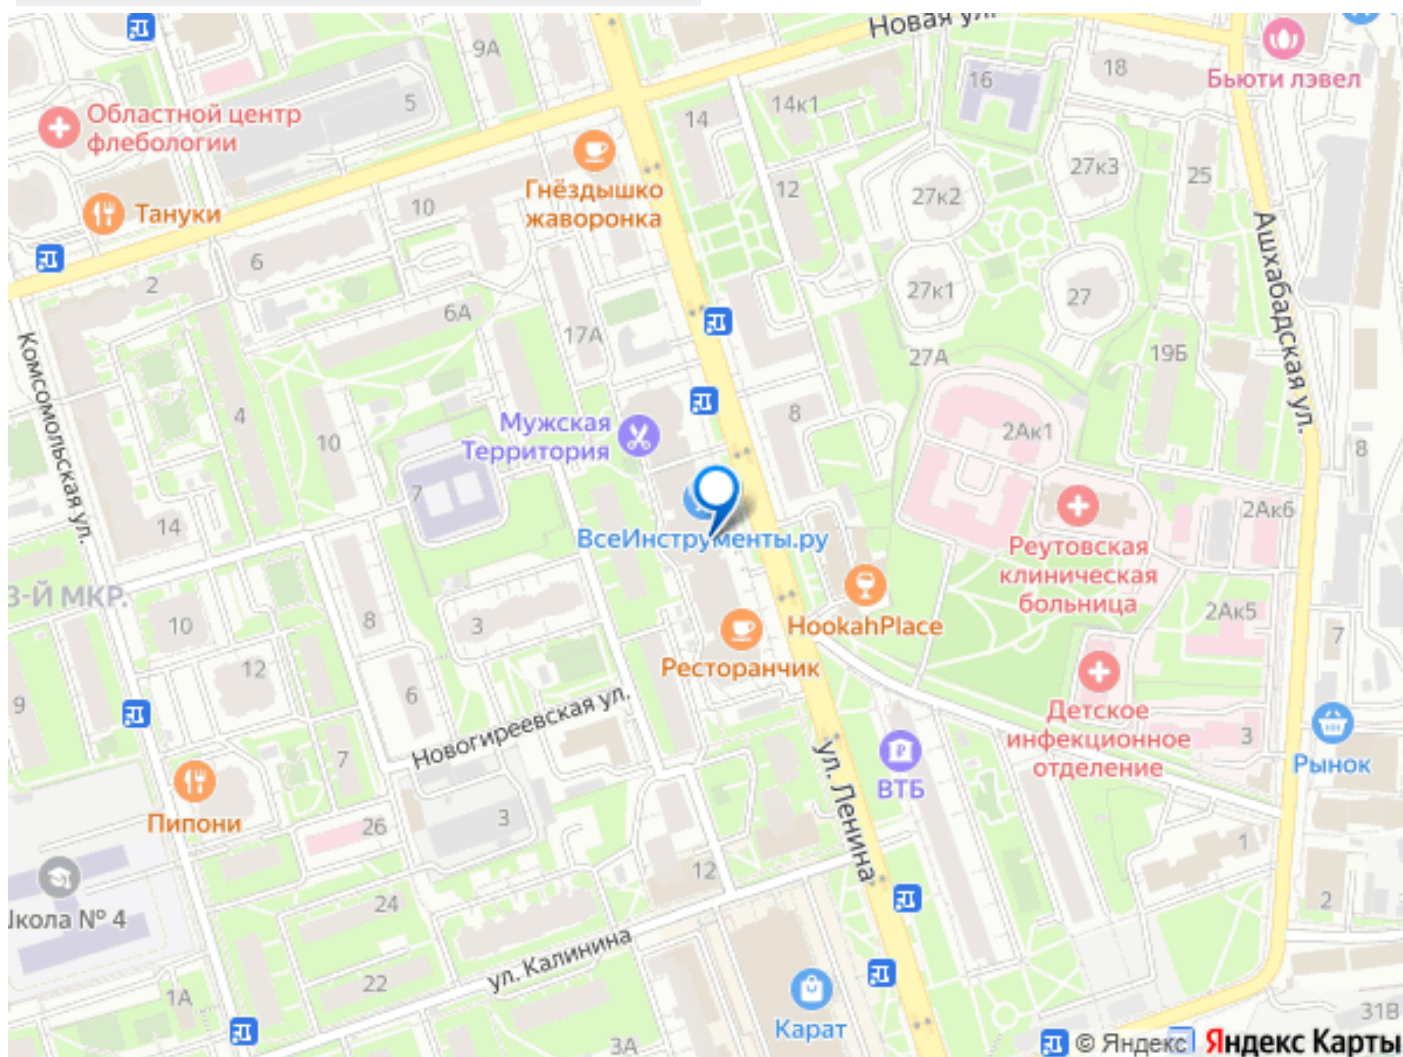 Новая ул.
9А
Бьюти лэвел
18
16
5
14к1
Областной центр
флебологии
14
27к3
25
Гнёздышко
жаворонка
12
27к2
Тануки
10
Ашхабадская ул.
6
2
27к1
27
6А
17А
Комсомольская ул.
27А
19Б
4
8
10
Мужская
Территория
2Ак1
8
7
14
2Ак6
ВсеИнструменты.ру
Реутовская
клиническая
больница
3-Й МКР.
10
8
3
HookahPlace
2Ак5
7
12
Ресторанчик
6
9
Новогиреевская ул.
Детское
инфекционное
отделение
3
Рынок
7
ул. Ленина
ВТБ
Пипони
26
3
1
12
2
Школа № 4
24
ул. Калинина
22
1А
Карат
31В
3А
© Яндекс Яндекс Карты